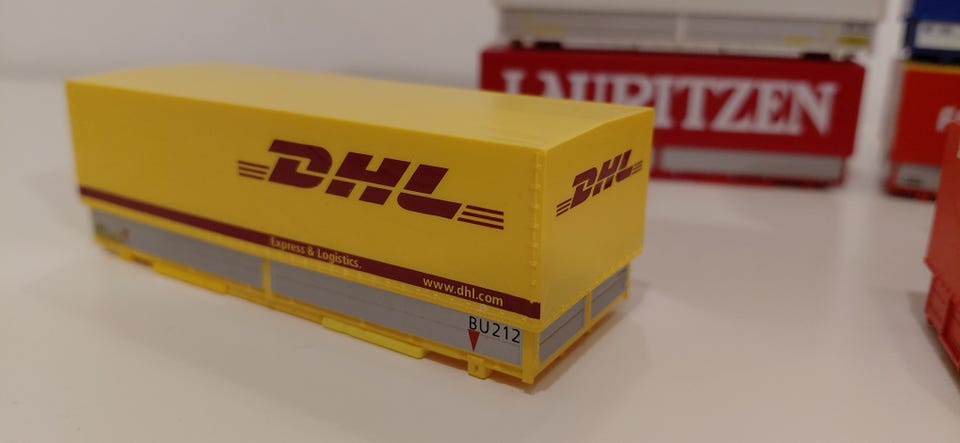 DHL
Express & Logistics.
www.dhl.com
BU212
DHL
LAURITZEN